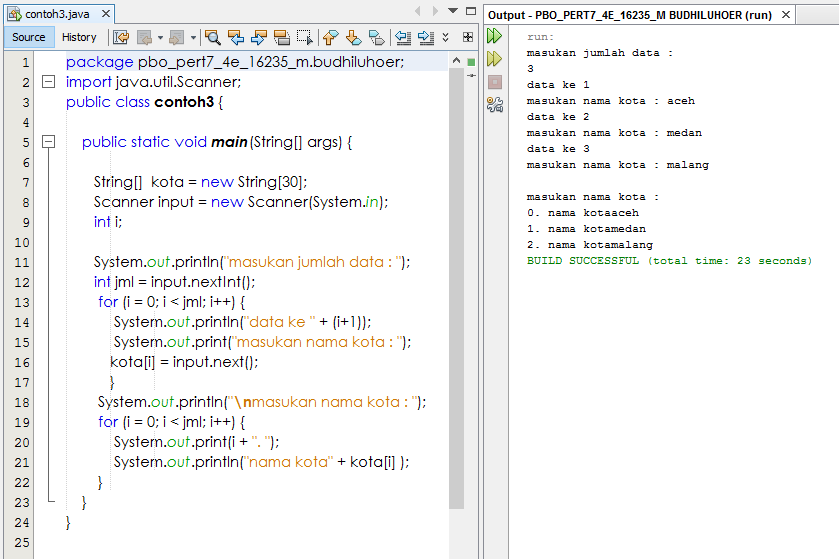 contoh3.java
Source History
1 package pbo_pert7_4e_16235_m.budhiluhoer;
2 import java.util.Scanner;
3 public class contoh3 {
4
5 public static void main(String[] args) {
6
7 String[] kota = new String[30];
8 Scanner input = new Scanner(System.in);
9 int i;
10
11 System.out.println("masukan jumlah data : ");
12 int jml = input.nextInt();
13 for (i = 0; i < jml; i++) {
14 System.out.println("data ke " + (i+1));
15 System.out.print("masukan nama kota : ");
16 kota[i] = input.next();
17 }
18 System.out.println("\nmasukan nama kota : ");
19 for (i = 0; i < jml; i++) {
20 System.out.print(i + ". ");
21 System.out.println("nama kota" + kota[i] );
22 }
23 }
24 }
25
Output - PBO_PERT7_4E_16235_M BUDHILUHOER (run)
run:
masukan jumlah data :
3
data ke 1
masukan nama kota : aceh
data ke 2
masukan nama kota : medan
data ke 3
masukan nama kota : malang
masukan nama kota :
0. nama kotaaceh
1. nama kotamedan
2. nama kotamalang
BUILD SUCCESSFUL (total time: 23 seconds)